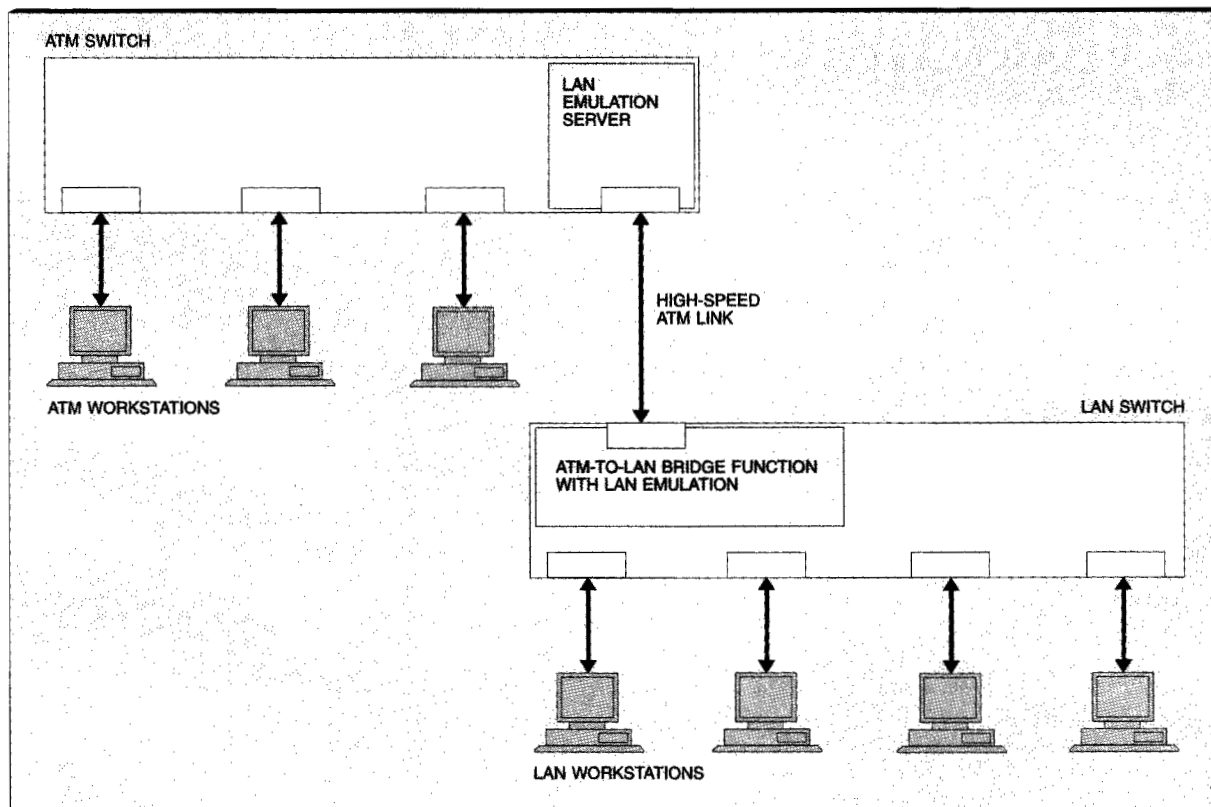 ATM SWITCH
LAN
EMULATION
SERVER
HIGH-SPEED
ATM LINK
ATM WORKSTATIONS
LAN SWITCH
ATM-TO-LAN BRIDGE FUNCTION
WITH LAN EMULATION
LAN WORKSTATIONS